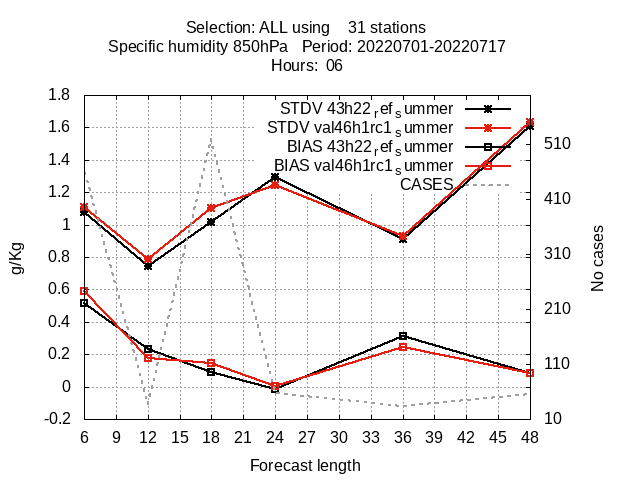 Selection: ALL using 31 stations
Specific humidity 850hPa Period: 20220701-20220717
Hours: 06
STDV 43h22_ref_summer
STDV val46h1rc1_summer
BIAS 43h22_ref_summer
BIAS val46h1rc1_summer
CASES
g/Kg
1.8
1.6
1.4
1.2
1
0.8
0.6
0.4
0.2
0
-0.2
510
410
310
210
110
10
No cases
6 9 12 15 18 21 24 27 30 33 36 39 42 45 48
Forecast length